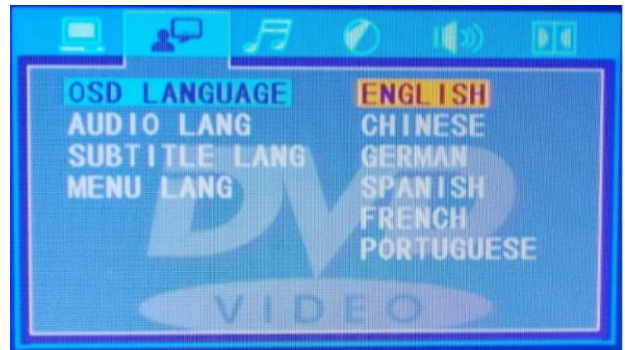 OSD LANGUAGE ENGLISH
AUDIO LANG CHINESE
SUBTITLE LANG GERMAN
MENU LANG SPANISH
FRENCH
PORTUGUESE
DVD
VIDEO